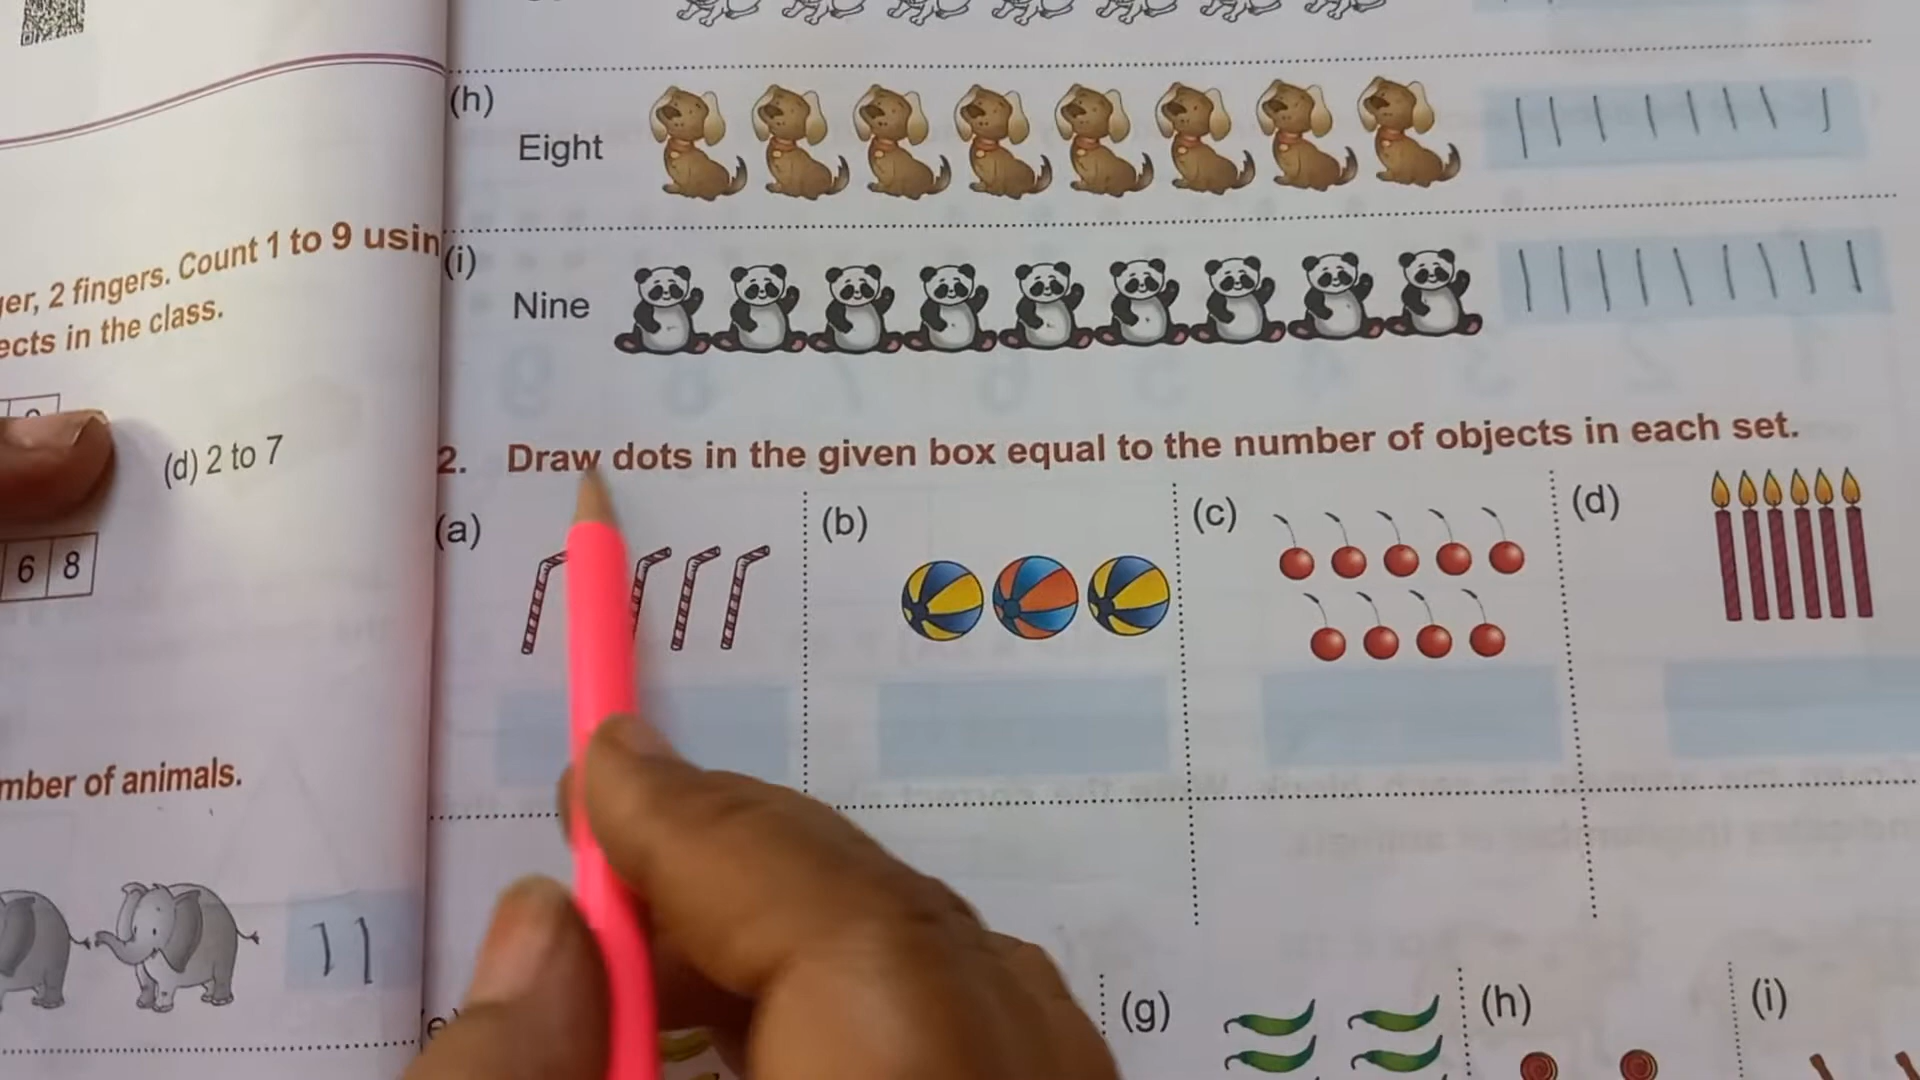 ger, 2 fingers. Count 1 to 9 usin
ects in the class.
(d) 2 to 7
6 8
mber of animals.
(h)
Eight
(i)
Nine
2. Draw dots in the given box equal to the number of objects in each set.
(a)
(b)
(c)
(d)
(g)
(h)
(i)